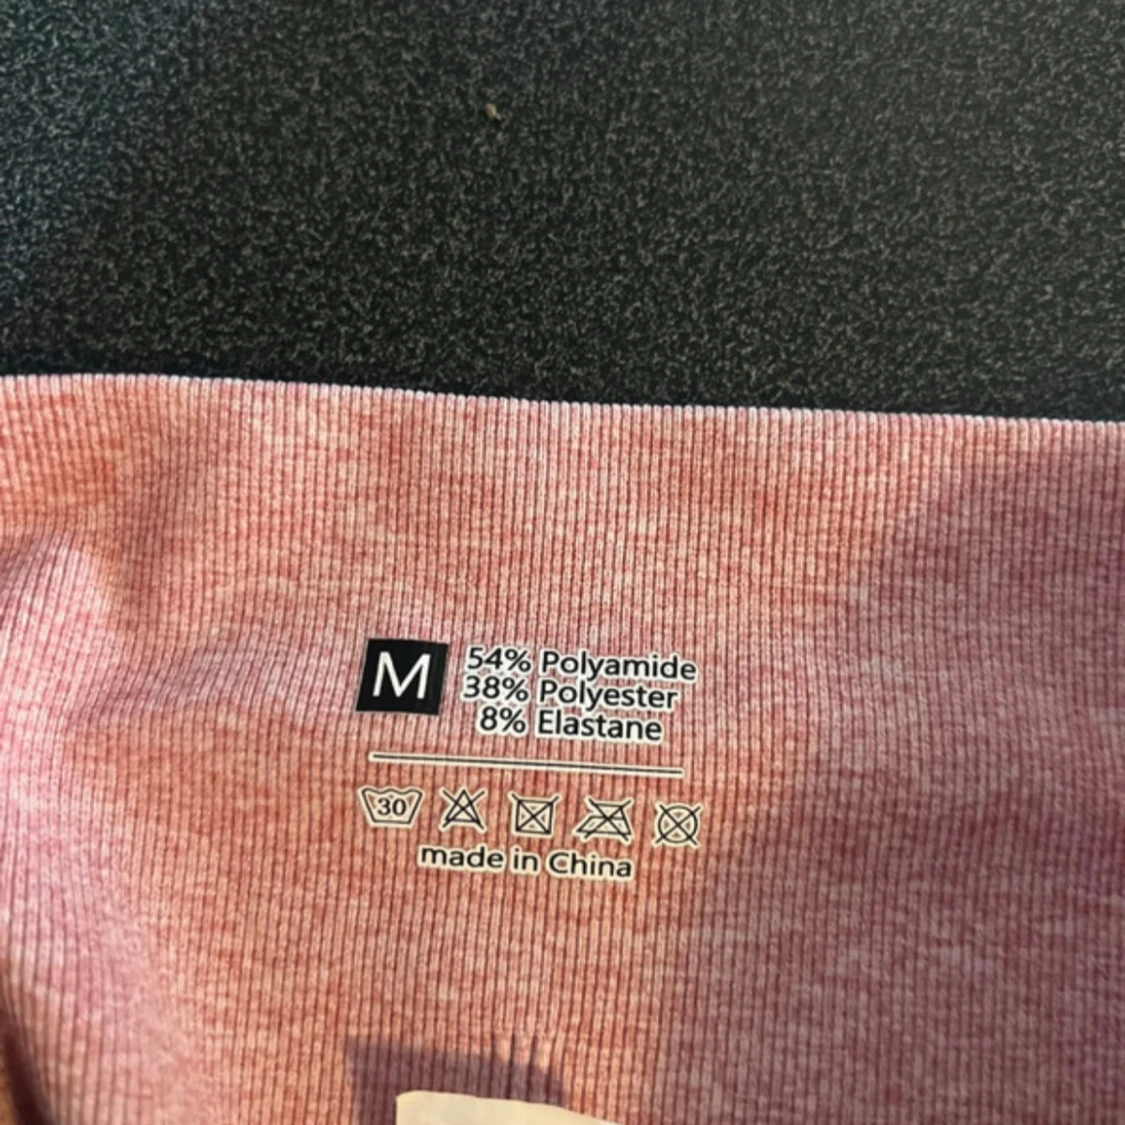 M
54% Polyamide
38% Polyester
8% Elastane
30
made in China